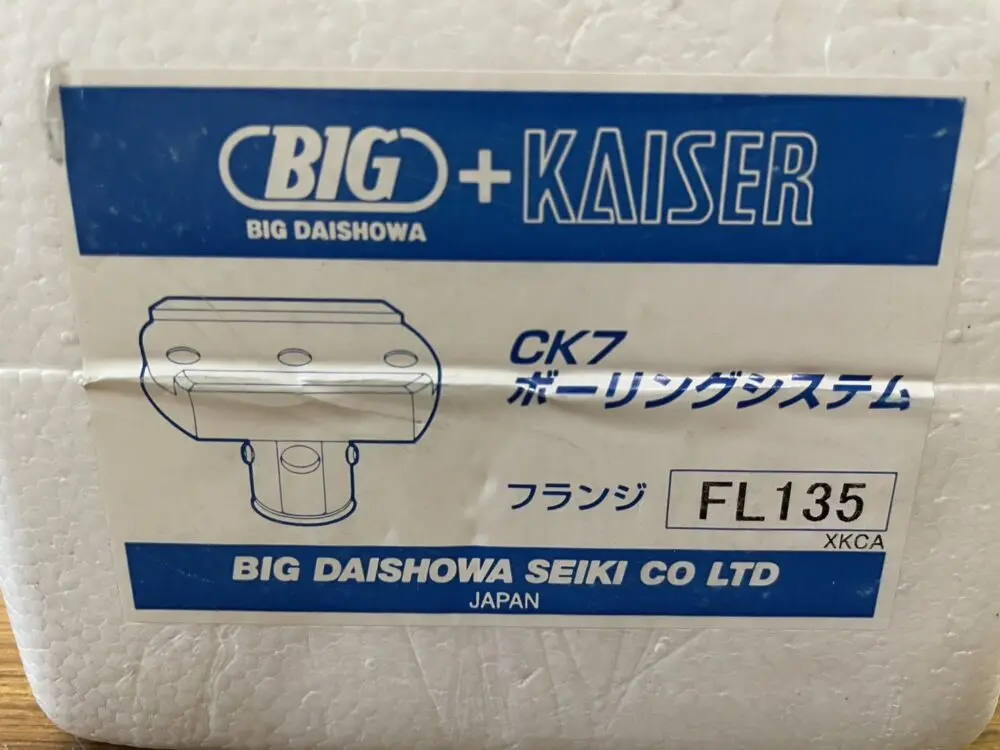 BIG + KAISER
BIG DAISHOWA
CK7
ボーリングシステム
フランジ FL135
XKCA
BIG DAISHOWA SEIKI CO LTD
JAPAN